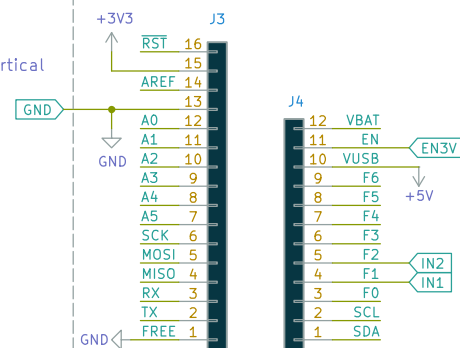 J3
+3V3
RST 16
15
AREF 14
GND 13
A0 12
A1 11
GND
A2 10
A3 9
A4 8
A5 7
SCK 6
MOSI 5
MISO 4
RX 3
TX 2
GND FREE 1
rtical
J4
12 VBAT
11 EN EN3V
10 VUSB
9 F6
+5V
8 F5
7 F4
6 F3
5 F2 IN2
4 F1 IN1
3 F0
2 SCL
1 SDA